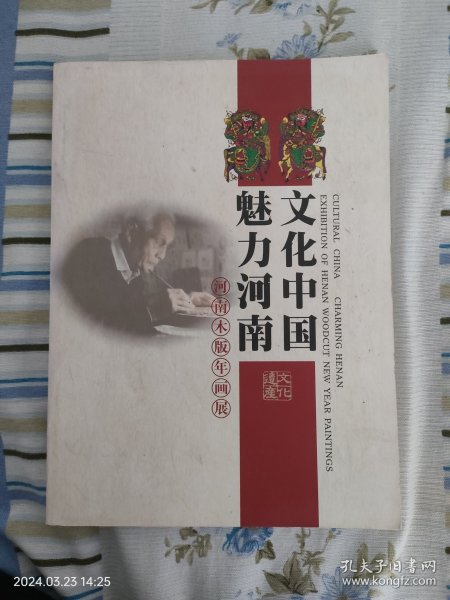 文化中国
魅力河南
CULTURAL CHINA CHARMING HENAN
EXHIBITION OF HENAN WOODCUT NEW YEAR PAINTINGS
河南木版年画展
文化
遗產
2024.03.23 14:25
孔夫子旧书网
www.kongfz.com